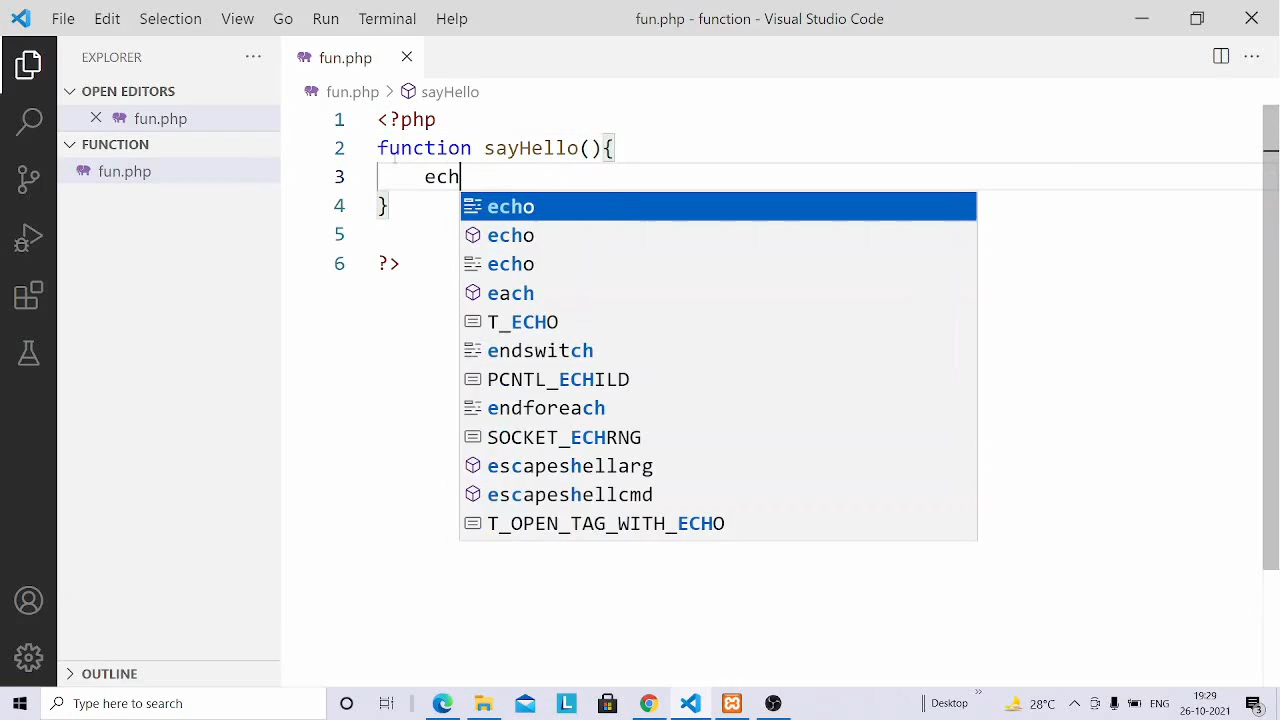 File Edit Selection View Go Run Terminal Help fun.php - function - Visual Studio Code
EXPLORER
fun.php
OPEN EDITORS
fun.php > sayHello
fun.php
FUNCTION
fun.php
1 <?php
2 function sayHello(){
3 ech
4 }
5
6 ?>
echo
echo
echo
each
T_ECHO
endswitch
PCNTL_ECHILD
endforeach
SOCKET_ECHRNG
escapeshellarg
escapeshellcmd
T_OPEN_TAG_WITH_ECHO
OUTLINE
Type here to search
L
Desktop
28°C
ENG
19:29
26-10-2021
3